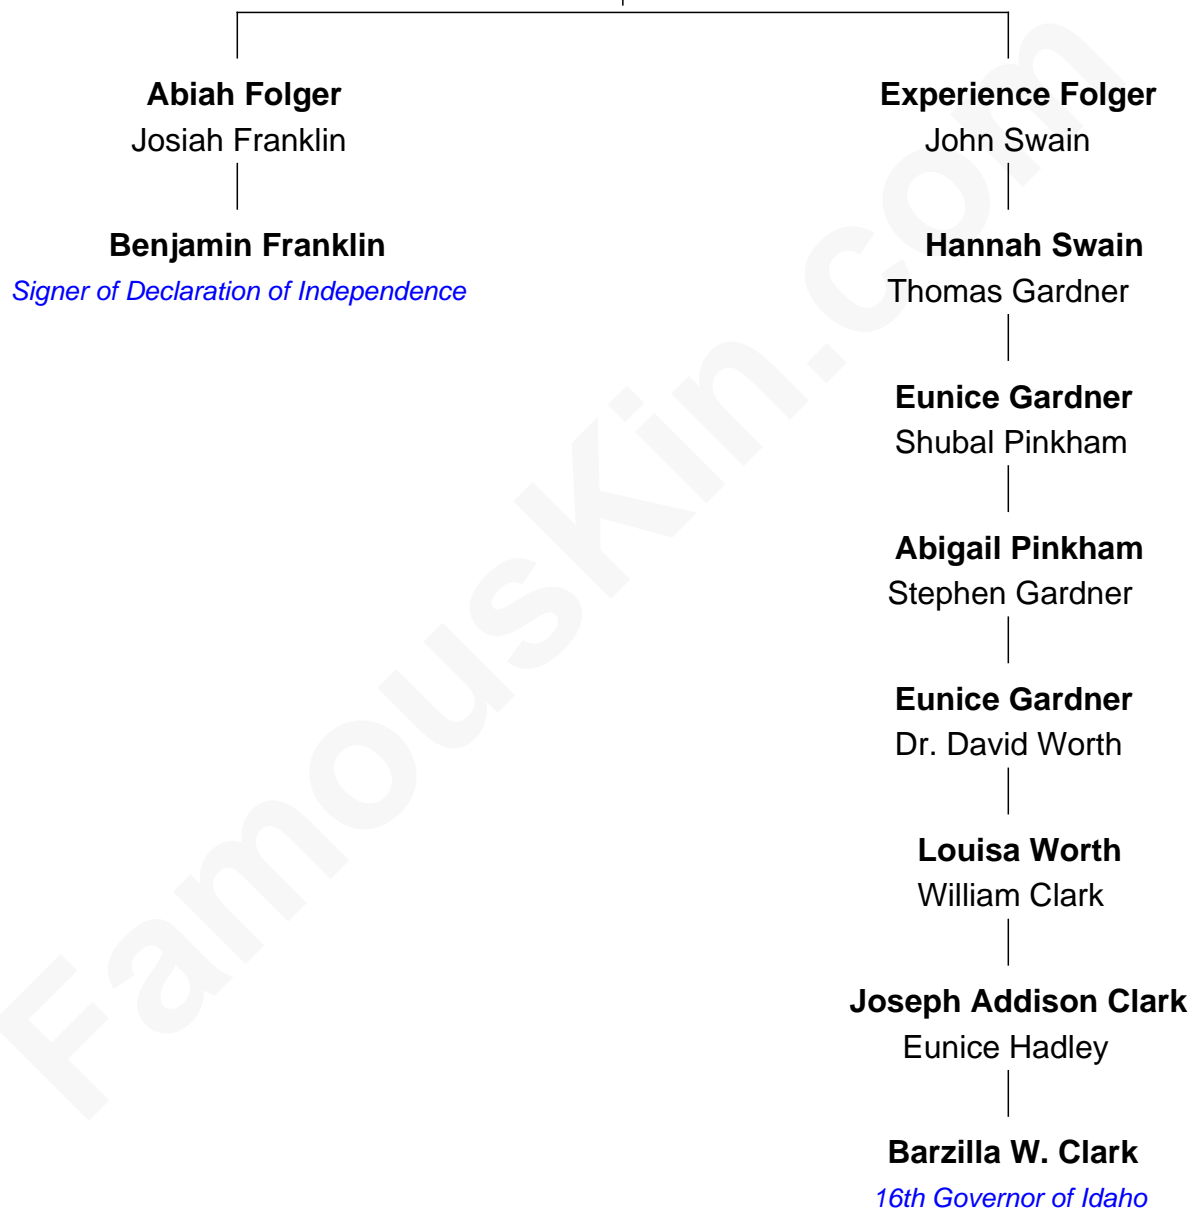 Abiah Folger
Josiah Franklin
Benjamin Franklin
Signer of Declaration of Independence
Experience Folger
John Swain
Hannah Swain
Thomas Gardner
Eunice Gardner
Shubal Pinkham
Abigail Pinkham
Stephen Gardner
Eunice Gardner
Dr. David Worth
Louisa Worth
William Clark
Joseph Addison Clark
Eunice Hadley
Barzilla W. Clark
16th Governor of Idaho
FamousKin.com